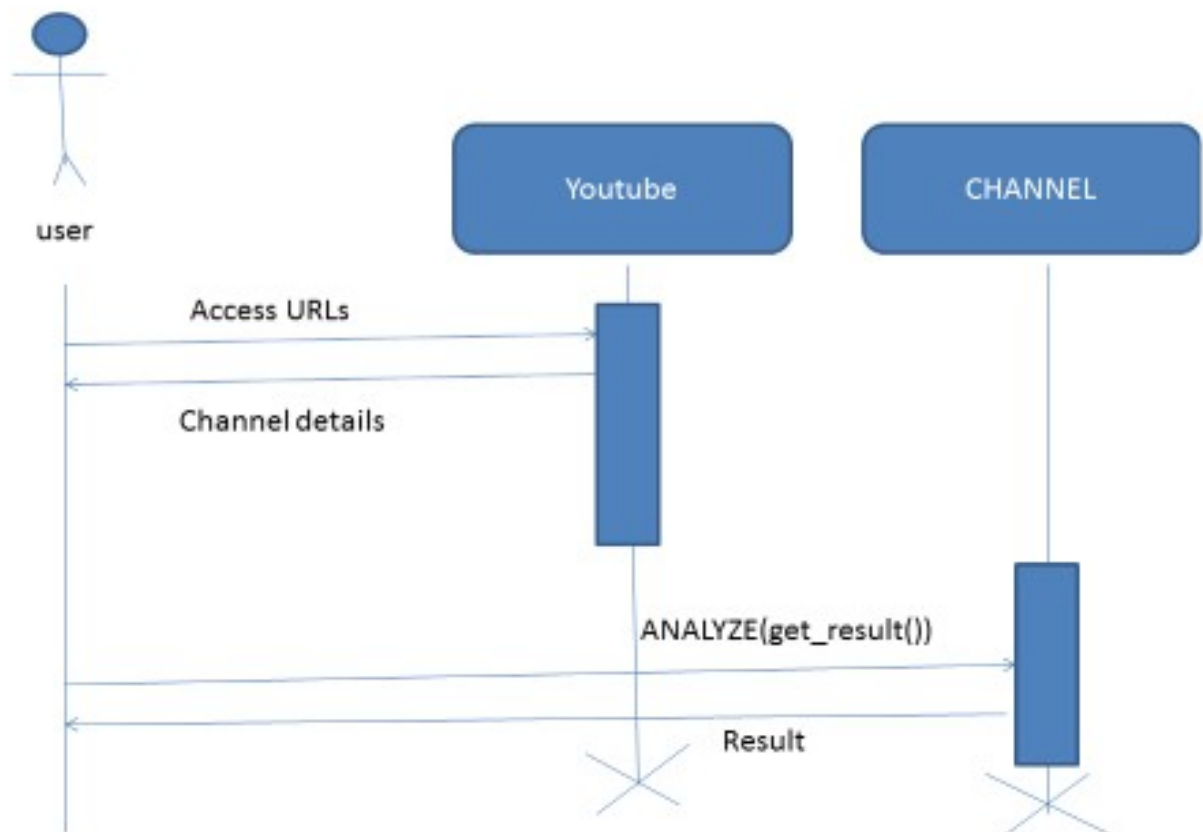 Youtube
CHANNEL
user
Access URLs
Channel details
ANALYZE(get_result())
Result